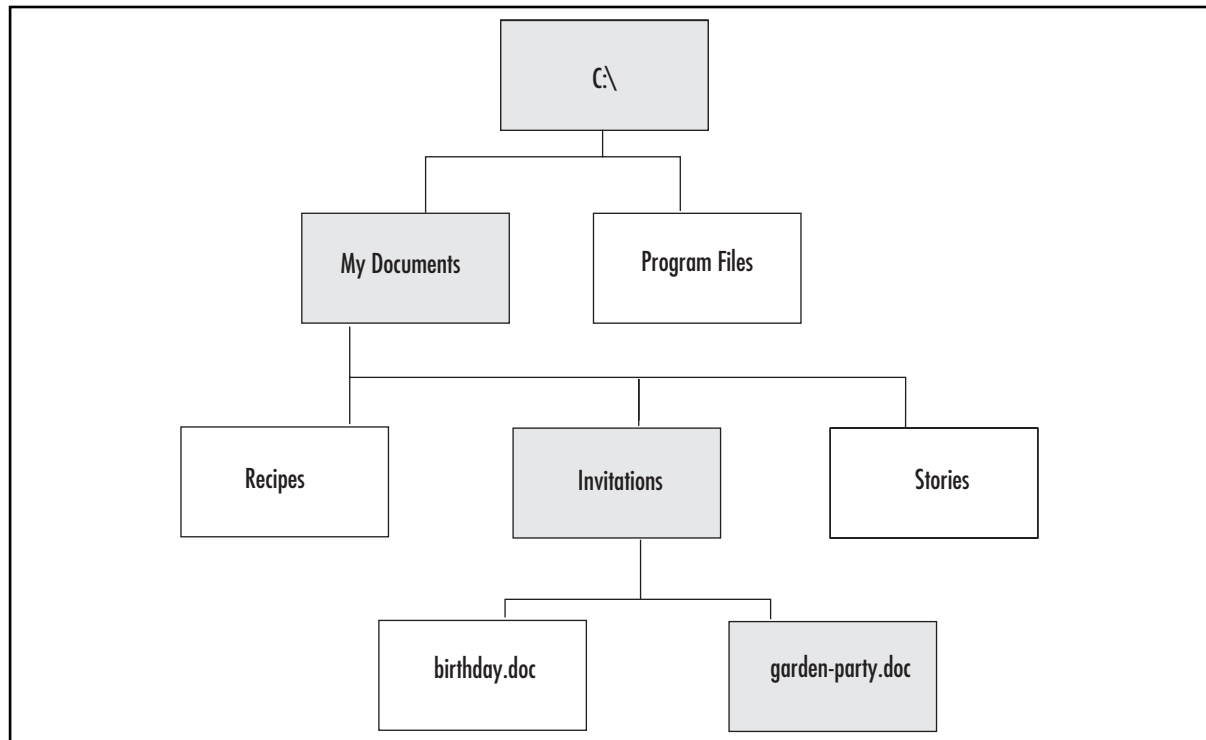 C:\
My Documents
Program Files
Recipes
Invitations
Stories
birthday.doc
garden-party.doc